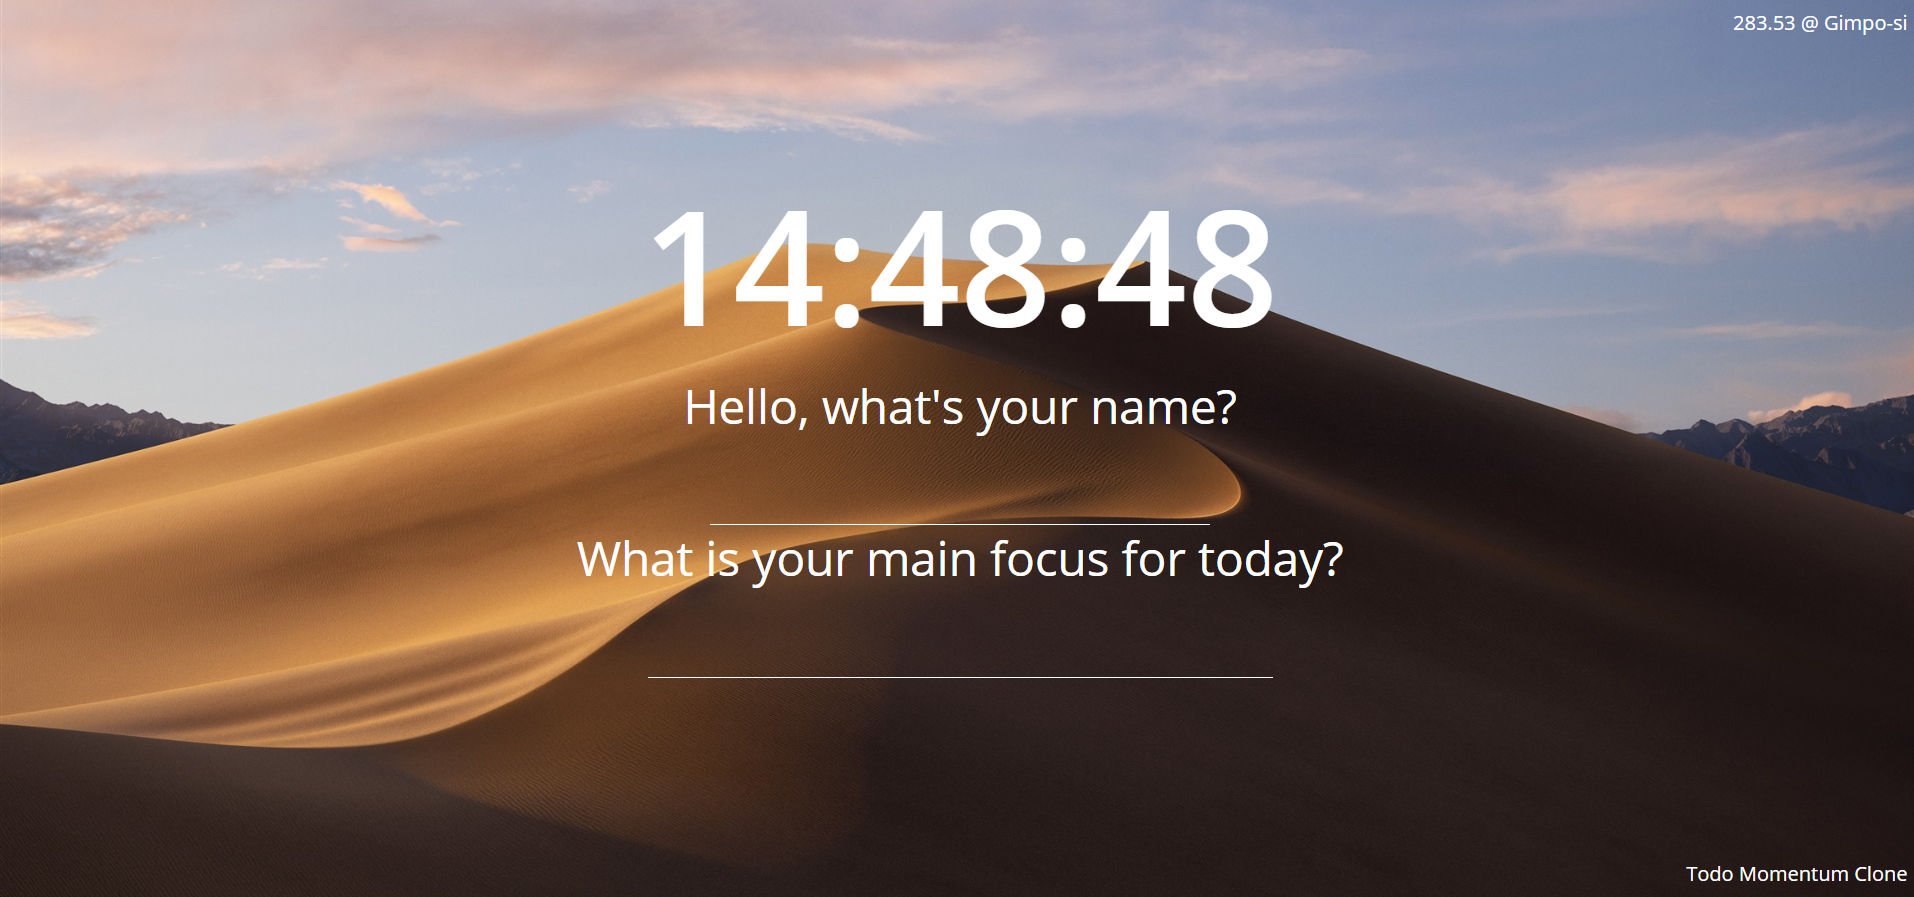 283.53 @ Gimpo-si
14:48:48
Hello, what's your name?
What is your main focus for today?
Todo Momentum Clone